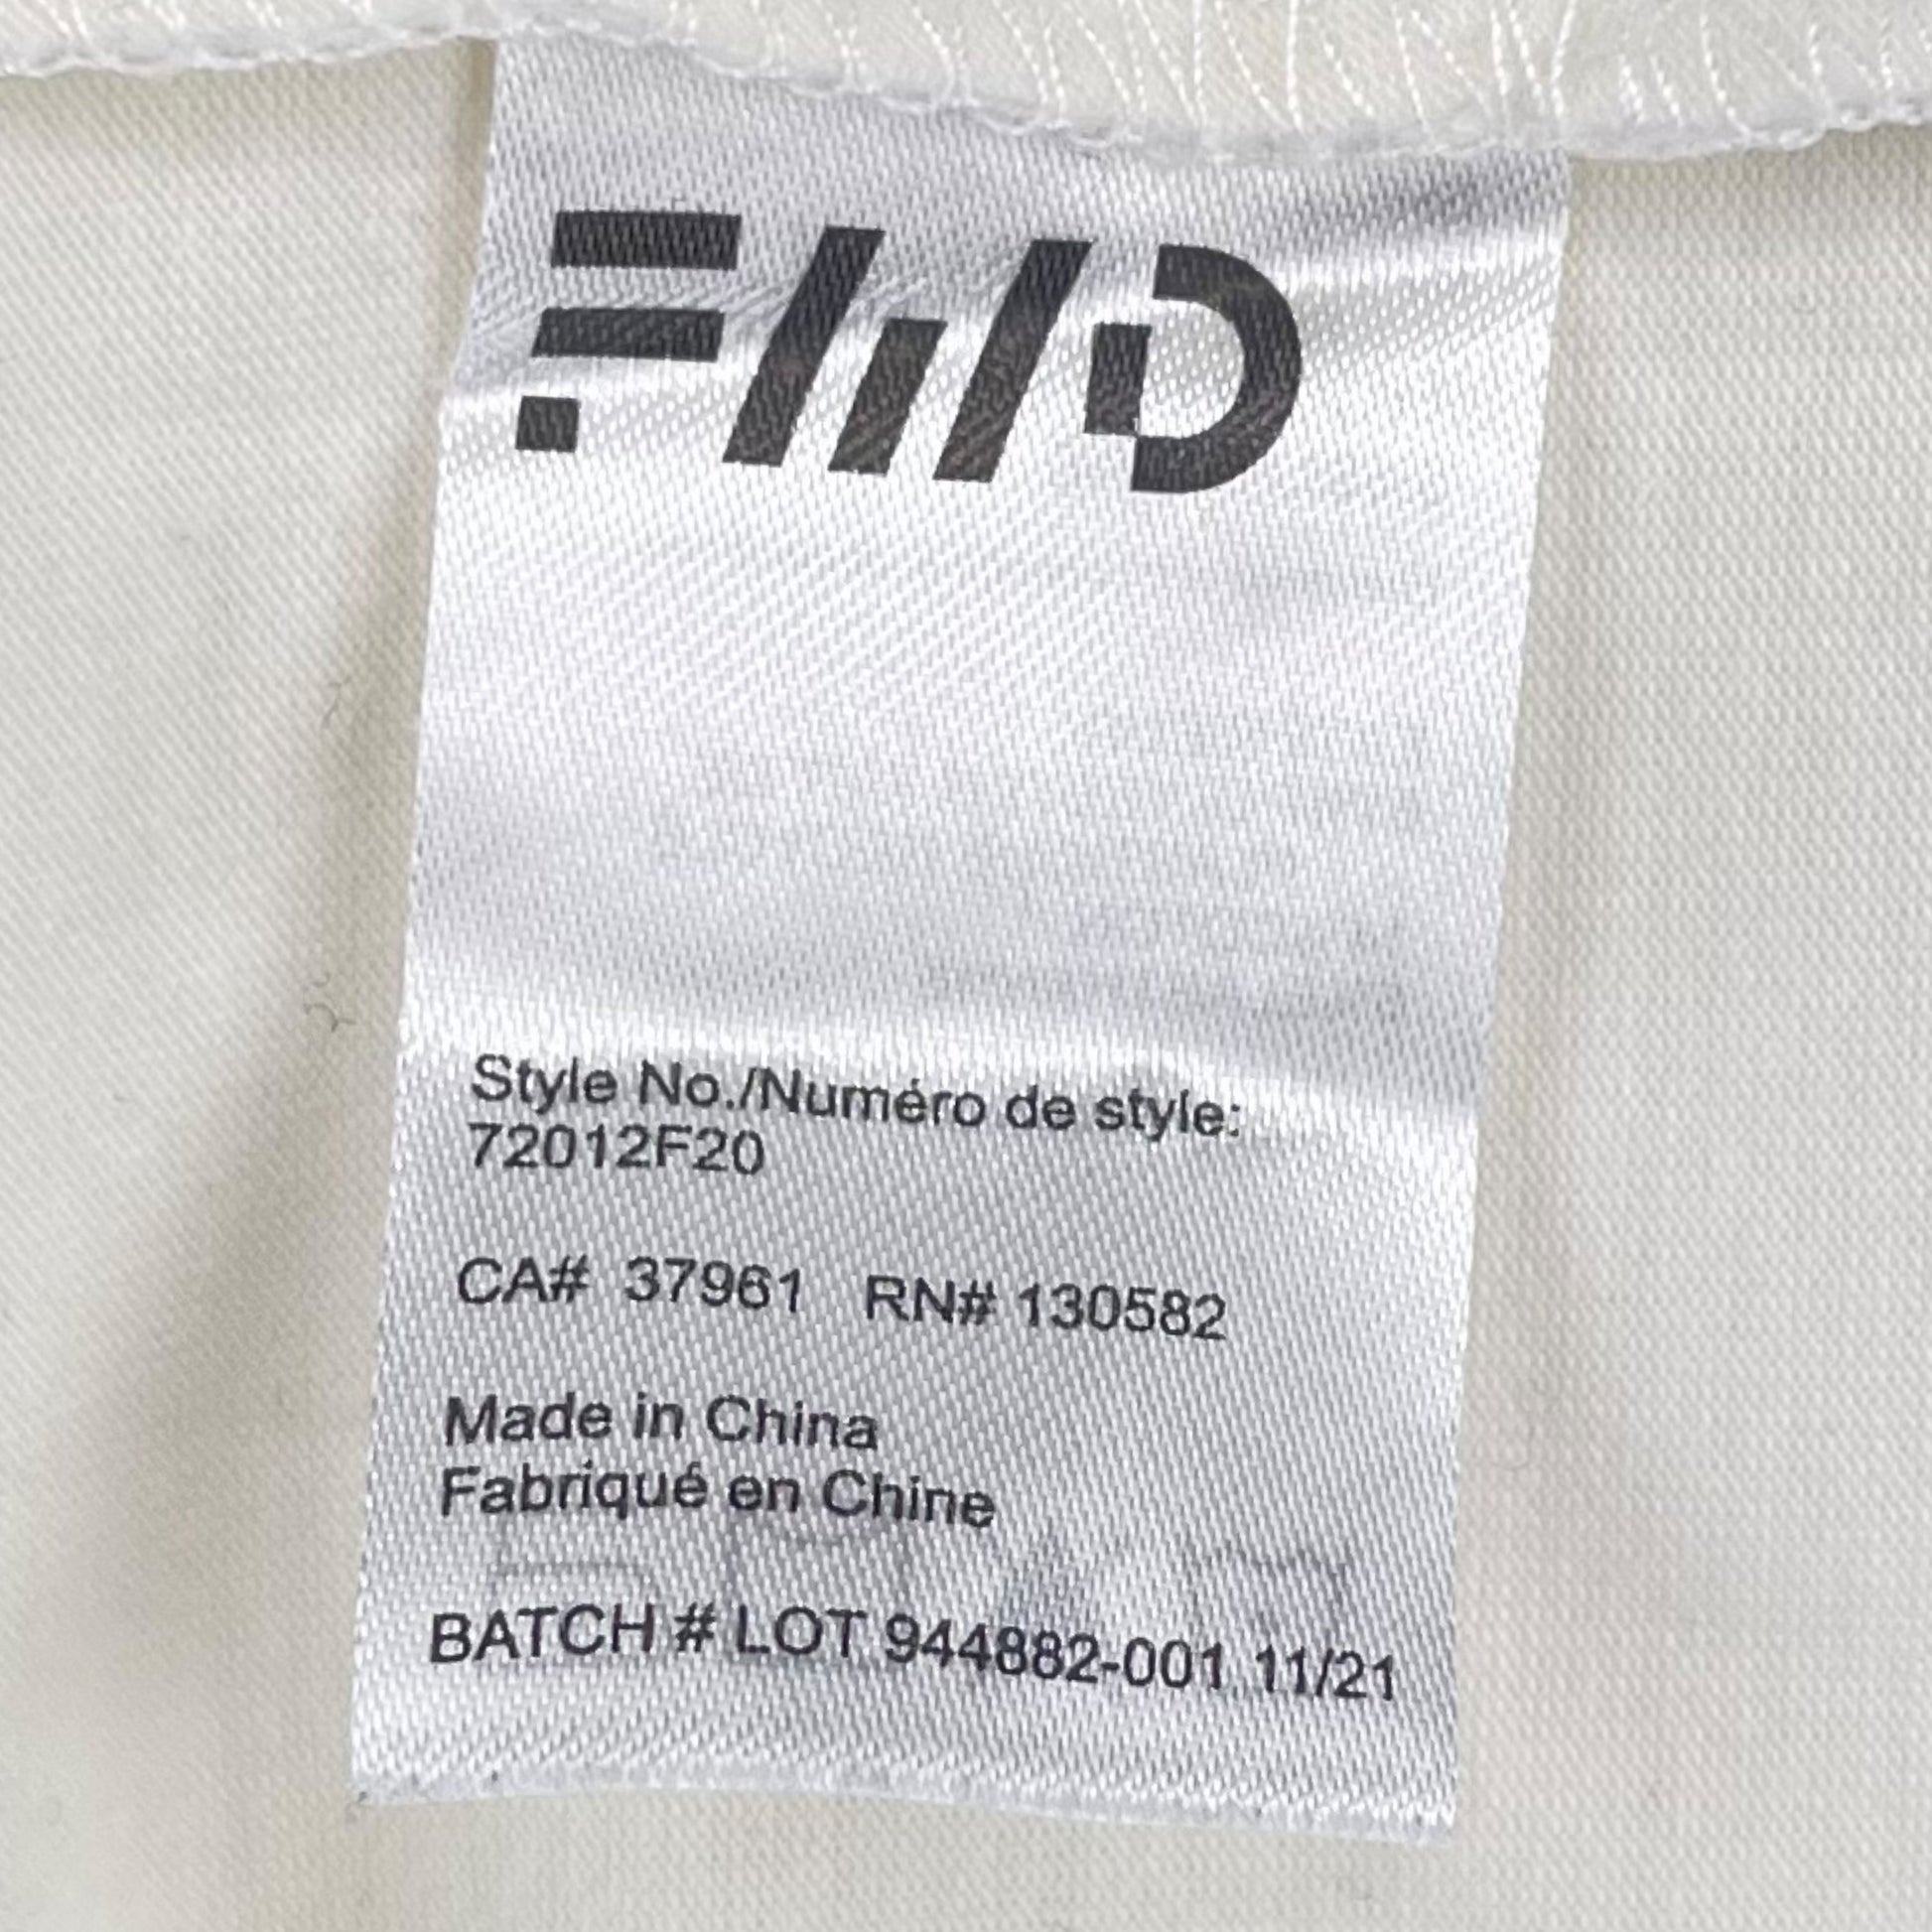 FWD
Style No./Numéro de style:
72012F20
CA# 37961 RN# 130582
Made in China
Fabriqué en Chine
BATCH # LOT 944882-001 11/21